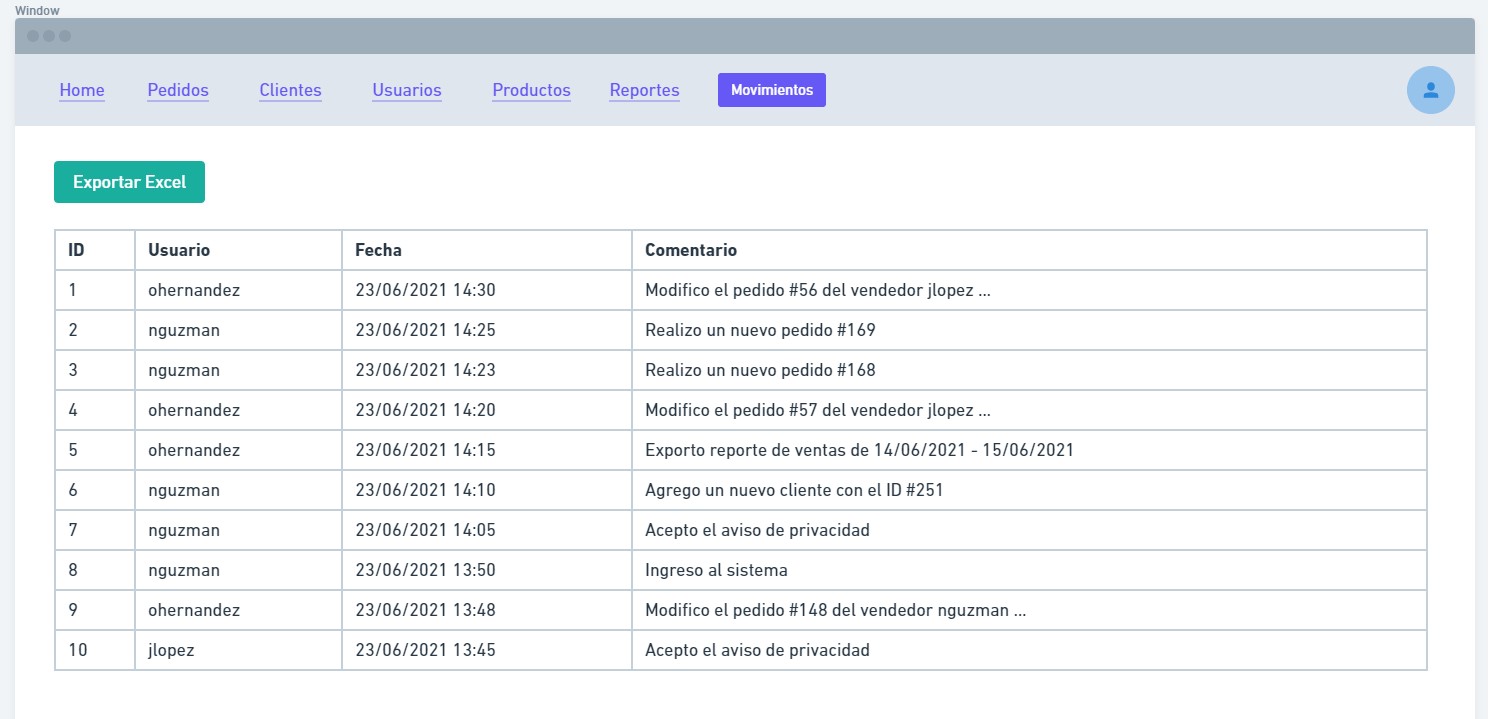 Window
Home Pedidos Clientes Usuarios Productos Reportes Movimientos
Exportar Excel
ID Usuario Fecha Comentario
1 ohernandez 23/06/2021 14:30 Modifico el pedido #56 del vendedor jlopez ...
2 nguzman 23/06/2021 14:25 Realizo un nuevo pedido #169
3 nguzman 23/06/2021 14:23 Realizo un nuevo pedido #168
4 ohernandez 23/06/2021 14:20 Modifico el pedido #57 del vendedor jlopez ...
5 ohernandez 23/06/2021 14:15 Exporto reporte de ventas de 14/06/2021 - 15/06/2021
6 nguzman 23/06/2021 14:10 Agrego un nuevo cliente con el ID #251
7 nguzman 23/06/2021 14:05 Acepto el aviso de privacidad
8 nguzman 23/06/2021 13:50 Ingreso al sistema
9 ohernandez 23/06/2021 13:48 Modifico el pedido #148 del vendedor nguzman ...
10 jlopez 23/06/2021 13:45 Acepto el aviso de privacidad